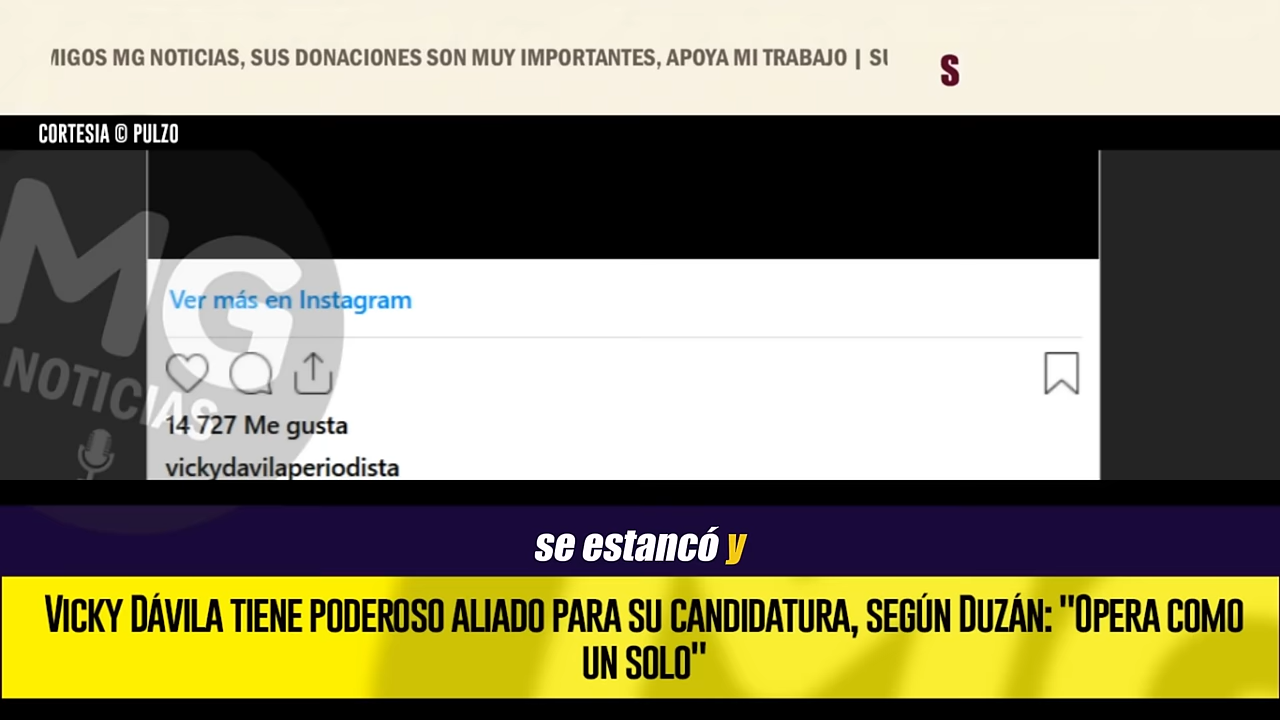 MIGOS MG NOTICIAS, SUS DONACIONES SON MUY IMPORTANTES, APOYA MI TRABAJO | SU
S
CORTESIA © PULZO
MG
NOTICIAS
Ver más en Instagram
14 727 Me gusta
vickydavilaperiodista
se estancó y
VICKY DÁVILA TIENE PODEROSO ALIADO PARA SU CANDIDATURA, SEGÚN DUZÁN: "OPERA COMO
UN SOLO"